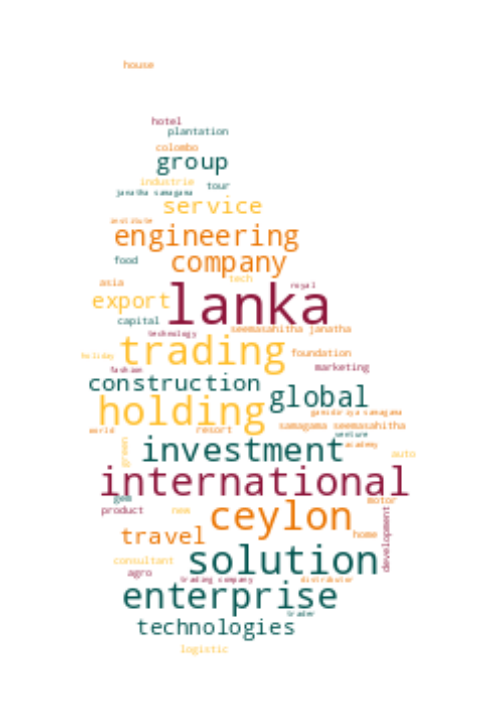 house
hotel
plantation
colombo
group
industrie
tour
janatha samagama
service
institute
engineering
food
company
asia
tech
royal
export
lanka
capital
seemasahitha janatha
technology
trading
foundation
holiday
fashion
marketing
construction
global
holding
ganidiriya samagama
samagama seemasahitha
world
resort
venture
investment
academy
green
auto
international
gem
motor
product
new
ceylon
development
travel
home
solution
consultant
agro
trading company
distributor
enterprise
trader
technologies
logistic